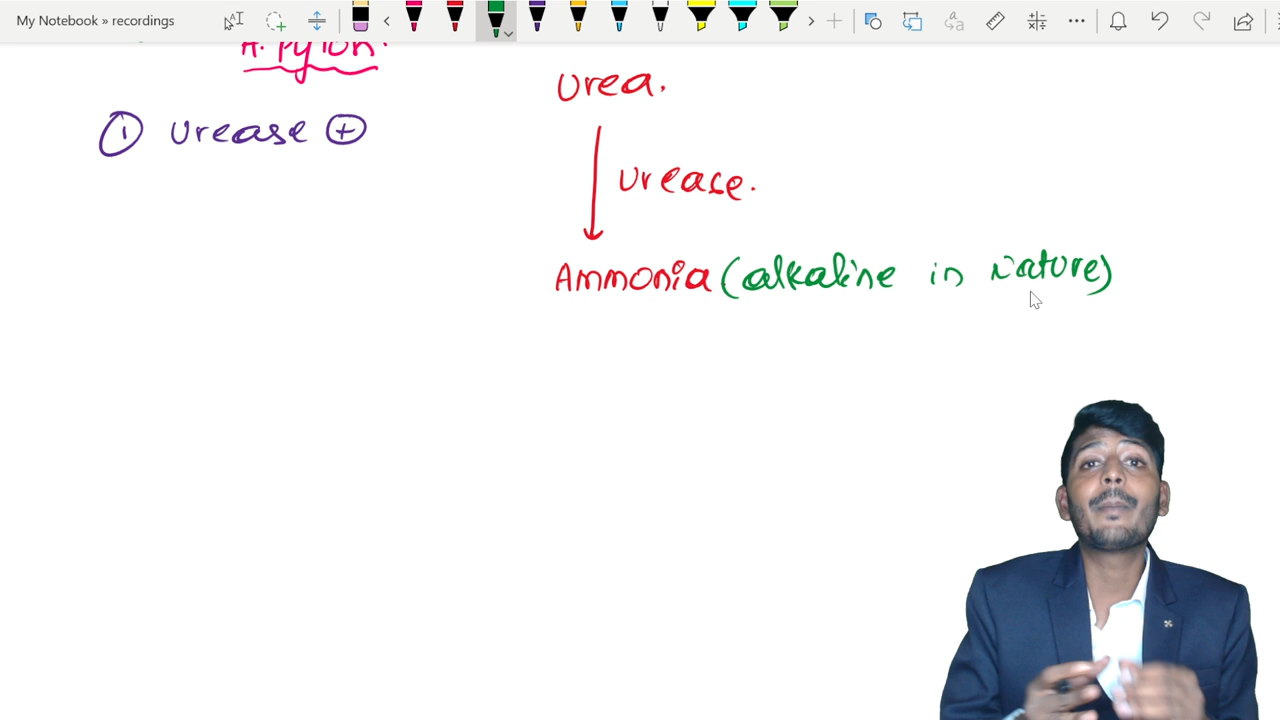 My Notebook » recordings
H. Pylori.
① Urease ⊕
Urea.
Urease.
Ammonia (alkaline in Nature)